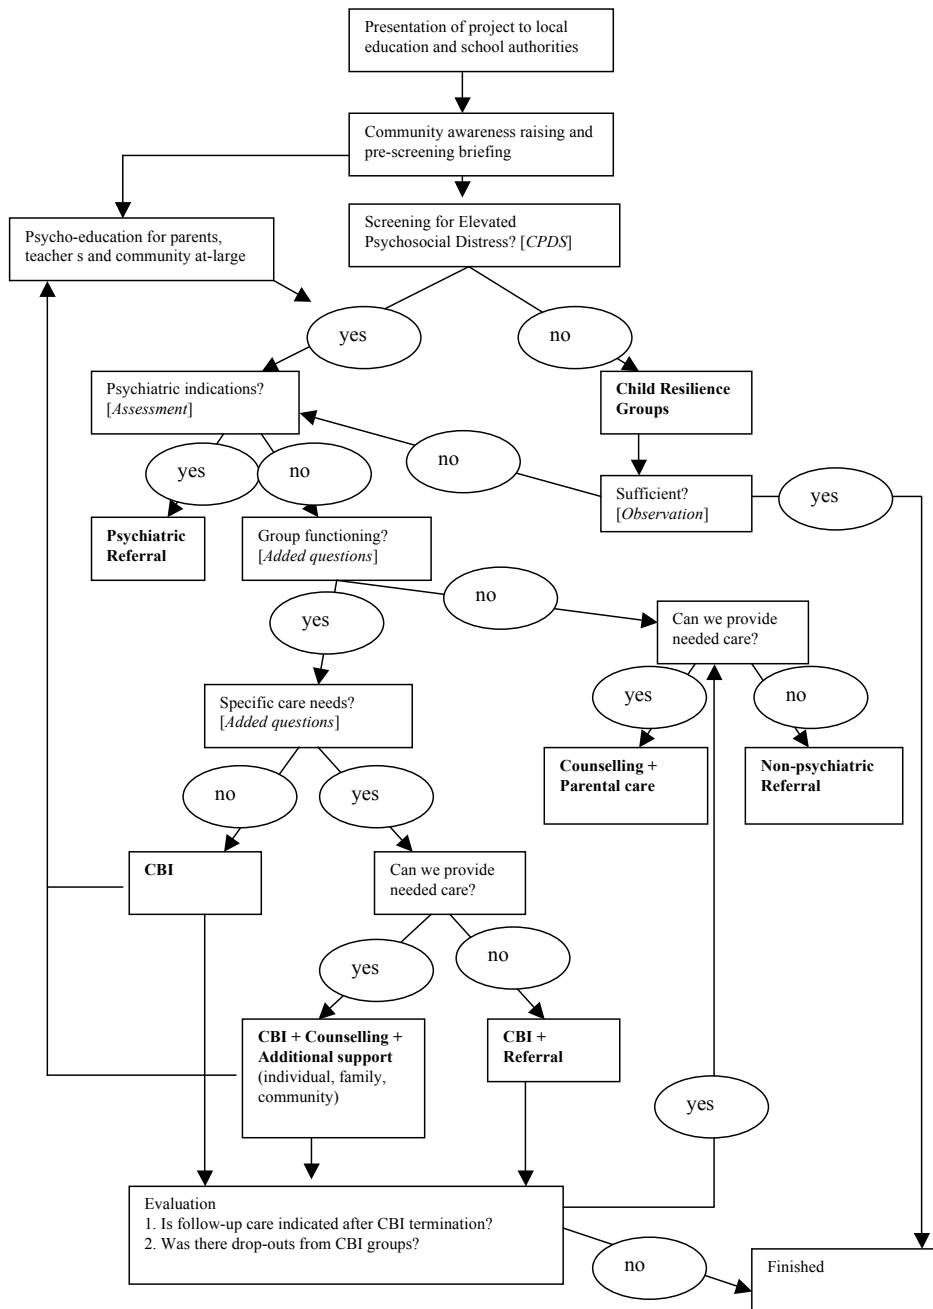 Presentation of project to local
education and school authorities
Community awareness raising and
pre-screening briefing
Screening for Elevated
Psychosocial Distress? [CPDS]
Psycho-education for parents,
teacher s and community at-large
yes
no
Psychiatric indications?
[Assessment]
Child Resilience
Groups
yes
no
no
Sufficient?
[Observation]
yes
Psychiatric
Referral
Group functioning?
[Added questions]
yes
no
Can we provide
needed care?
yes
no
Specific care needs?
[Added questions]
Counselling +
Parental care
Non-psychiatric
Referral
no
yes
CBI
Can we provide
needed care?
yes
no
CBI + Counselling +
Additional support
(individual, family,
community)
CBI +
Referral
yes
Evaluation
1. Is follow-up care indicated after CBI termination?
2. Was there drop-outs from CBI groups?
no
Finished